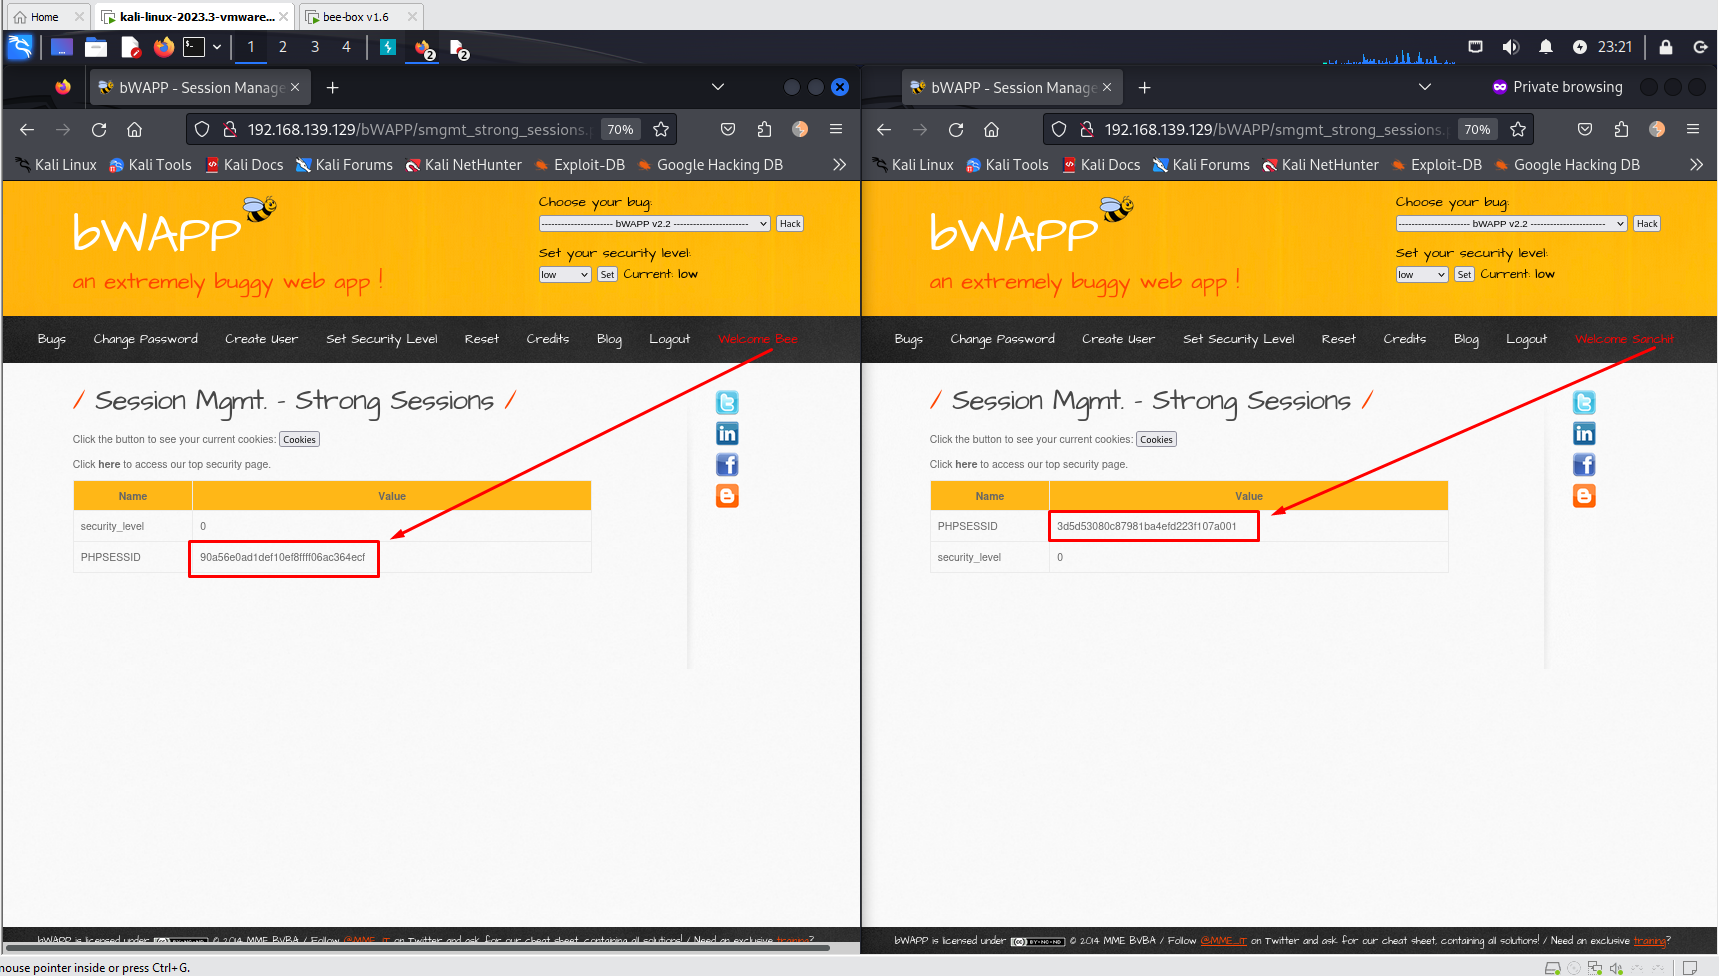 Home
kali-linux-2023.3-vmware...
bee-box v1.6
1 2 3 4
2
2
23:21
bWAPP - Session Manage
192.168.139.129/bWAPP/smgmt_strong_sessions.
70%
Kali Linux Kali Tools Kali Docs Kali Forums Kali NetHunter Exploit-DB Google Hacking DB
bWAPP
an extremely buggy web app !
Choose your bug:
---------------------- bWAPP v2.2 ----------------------- Hack
Set your security level:
low Set Current: low
Bugs Change Password Create User Set Security Level Reset Credits Blog Logout Welcome Bee
/ Session Mgmt. - Strong Sessions /
Click the button to see your current cookies: Cookies
Click here to access our top security page.
Name Value
security_level 0
PHPSESSID 90a56e0ad1def10ef8ffff06ac364ecf
bWAPP is licensed under © 2014 MME BVBA / Follow @MME_IT on Twitter and ask for our cheat sheet, containing all solutions! / Need an exclusive training?
bWAPP - Session Manage
Private browsing
192.168.139.129/bWAPP/smgmt_strong_sessions.
70%
Kali Linux Kali Tools Kali Docs Kali Forums Kali NetHunter Exploit-DB Google Hacking DB
bWAPP
an extremely buggy web app !
Choose your bug:
---------------------- bWAPP v2.2 ----------------------- Hack
Set your security level:
low Set Current: low
Bugs Change Password Create User Set Security Level Reset Credits Blog Logout Welcome Sanchit
/ Session Mgmt. - Strong Sessions /
Click the button to see your current cookies: Cookies
Click here to access our top security page.
Name Value
PHPSESSID 3d5d53080c87981ba4efd223f107a001
security_level 0
bWAPP is licensed under © 2014 MME BVBA / Follow @MME_IT on Twitter and ask for our cheat sheet, containing all solutions! / Need an exclusive training?
mouse pointer inside or press Ctrl+G.